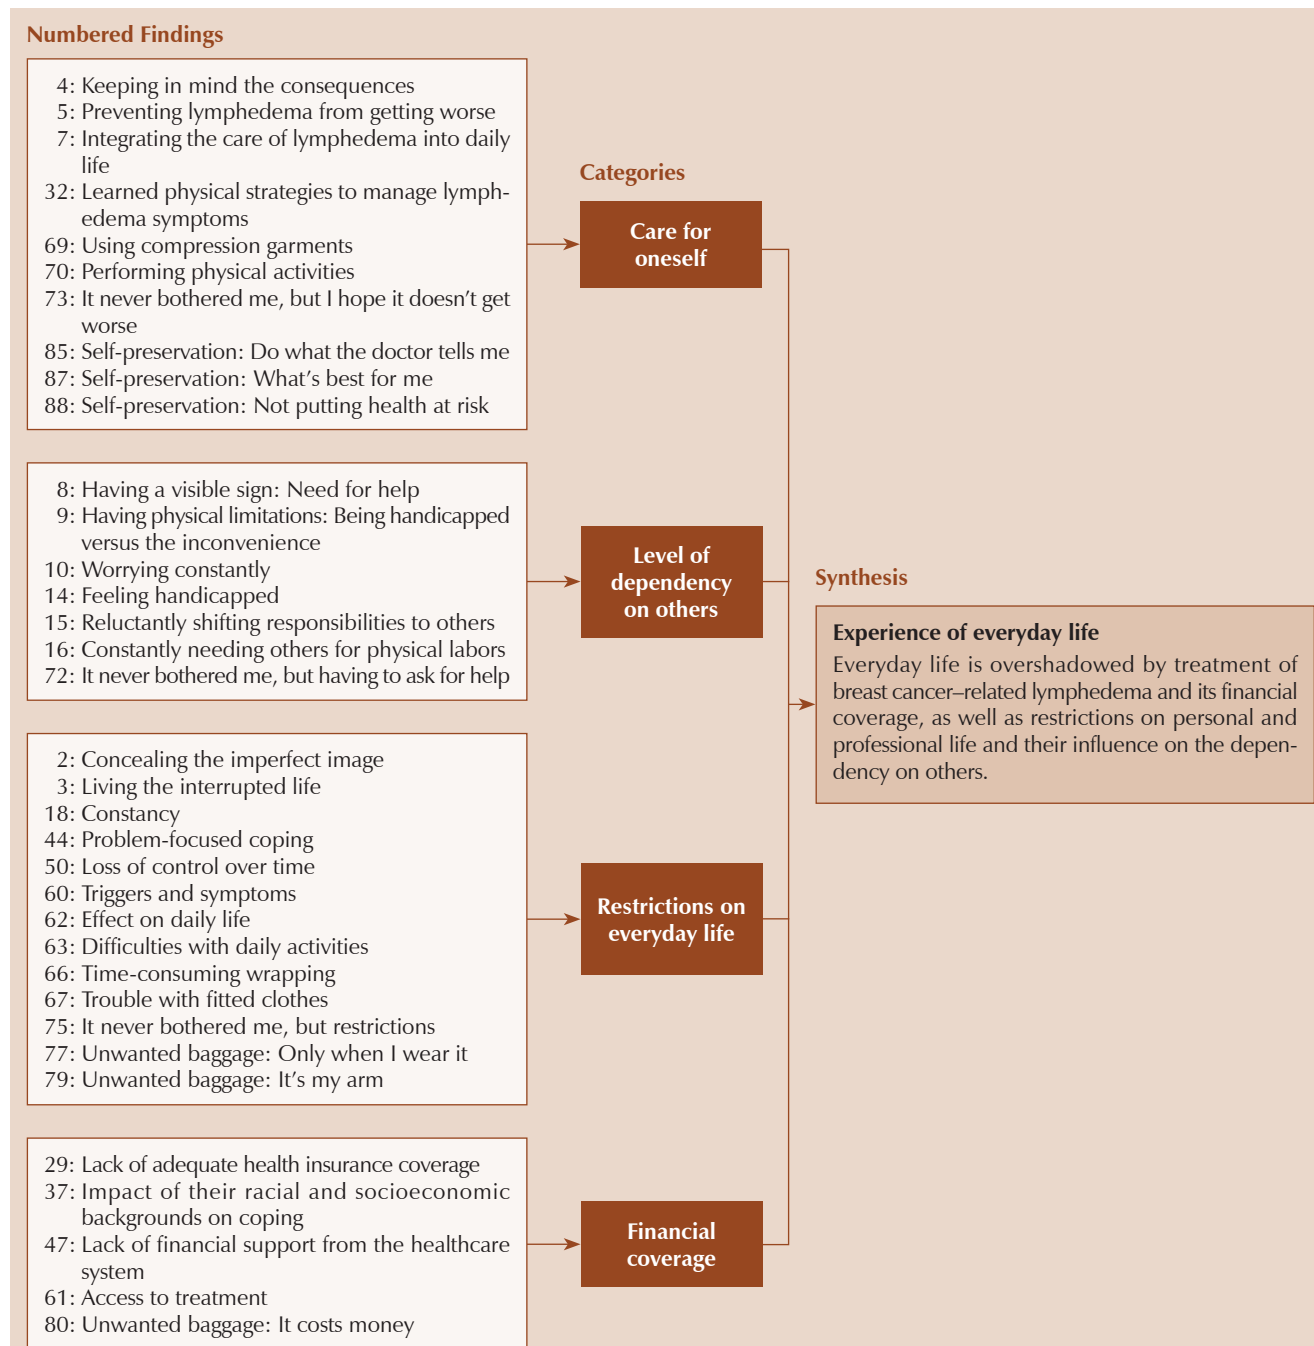 Numbered Findings
4: Keeping in mind the consequences
5: Preventing lymphedema from getting worse
7: Integrating the care of lymphedema into daily
life
32: Learned physical strategies to manage lymph-
edema symptoms
69: Using compression garments
70: Performing physical activities
73: It never bothered me, but I hope it doesn’t get
worse
85: Self-preservation: Do what the doctor tells me
87: Self-preservation: What’s best for me
88: Self-preservation: Not putting health at risk
8: Having a visible sign: Need for help
9: Having physical limitations: Being handicapped
versus the inconvenience
10: Worrying constantly
14: Feeling handicapped
15: Reluctantly shifting responsibilities to others
16: Constantly needing others for physical labors
72: It never bothered me, but having to ask for help
2: Concealing the imperfect image
3: Living the interrupted life
18: Constancy
44: Problem-focused coping
50: Loss of control over time
60: Triggers and symptoms
62: Effect on daily life
63: Difficulties with daily activities
66: Time-consuming wrapping
67: Trouble with fitted clothes
75: It never bothered me, but restrictions
77: Unwanted baggage: Only when I wear it
79: Unwanted baggage: It’s my arm
29: Lack of adequate health insurance coverage
37: Impact of their racial and socioeconomic
backgrounds on coping
47: Lack of financial support from the healthcare
system
61: Access to treatment
80: Unwanted baggage: It costs money
Categories
Care for
oneself
Level of
dependency
on others
Restrictions on
everyday life
Financial
coverage
Synthesis
Experience of everyday life
Everyday life is overshadowed by treatment of
breast cancer–related lymphedema and its financial
coverage, as well as restrictions on personal and
professional life and their influence on the depen-
dency on others.